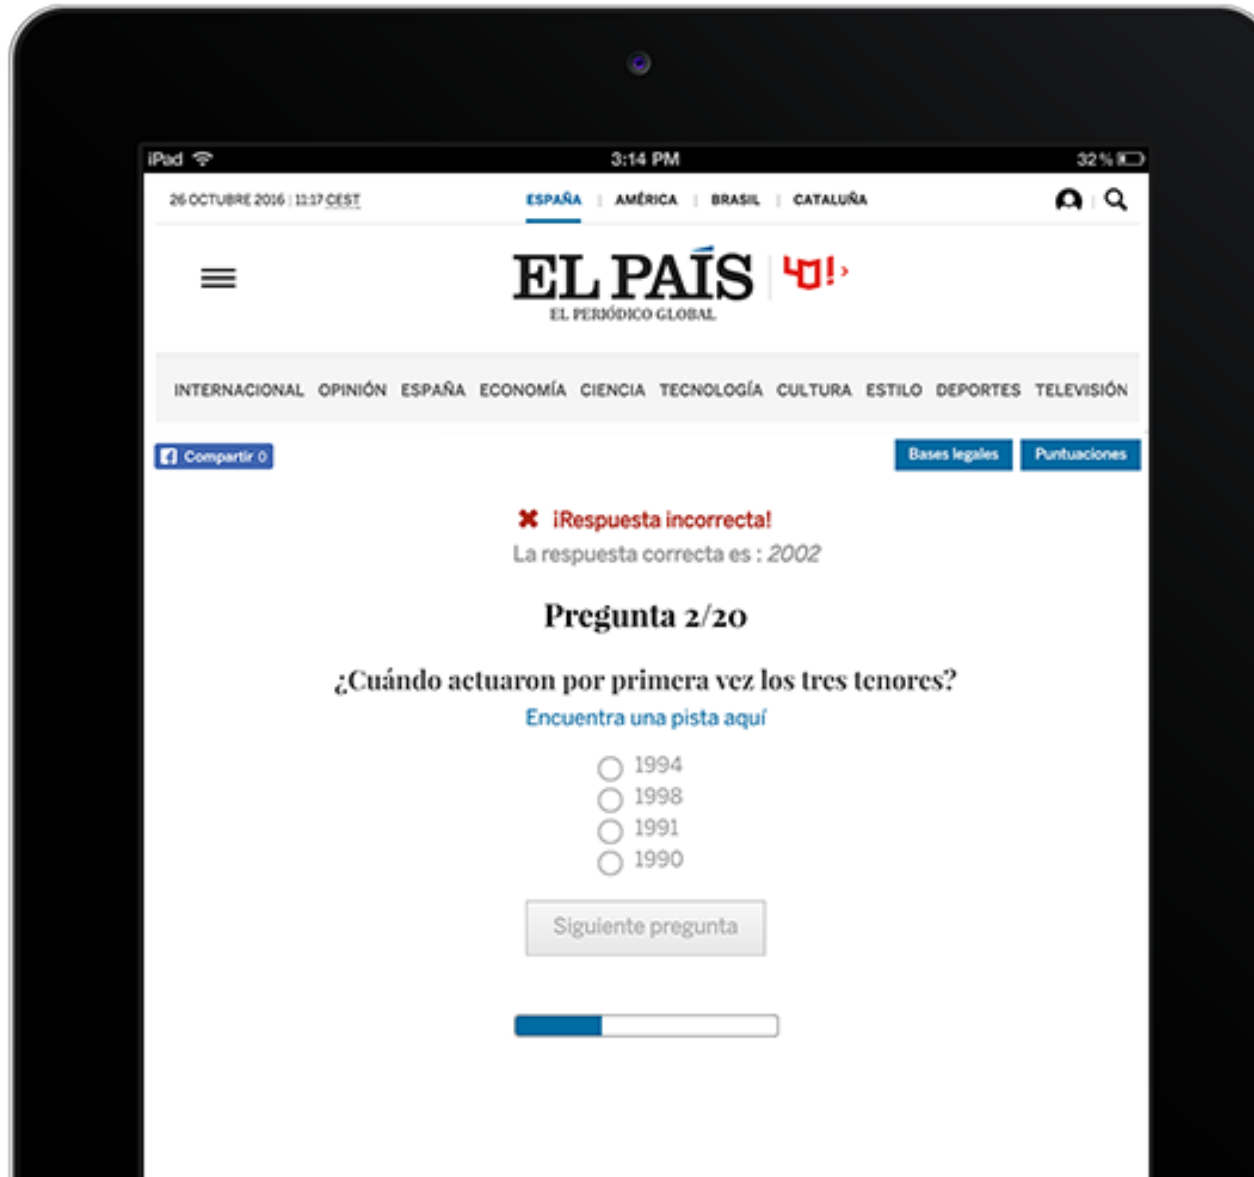 iPad 3:14 PM 32%
26 OCTUBRE 2016 | 11:17 CEST ESPAÑA | AMÉRICA | BRASIL | CATALUÑA
EL PAÍS
EL PERIÓDICO GLOBAL
INTERNACIONAL OPINIÓN ESPAÑA ECONOMÍA CIENCIA TECNOLOGÍA CULTURA ESTILO DEPORTES TELEVISIÓN
Compartir 0 Bases legales Puntuaciones
¡Respuesta incorrecta!
La respuesta correcta es : 2002
Pregunta 2/20
¿Cuándo actuaron por primera vez los tres tenores?
Encuentra una pista aquí
1994
1998
1991
1990
Siguiente pregunta